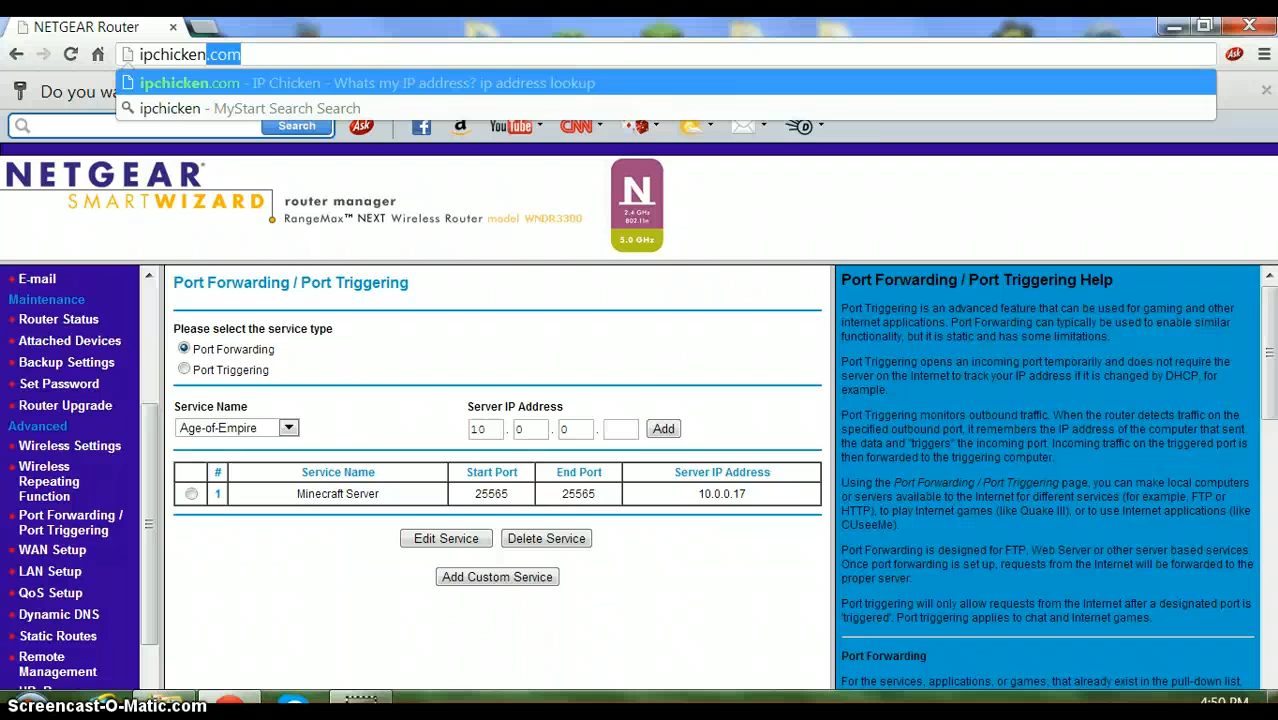 NETGEAR Router
ipchicken.com
ipchicken.com - IP Chicken - Whats my IP address? ip address lookup
ipchicken - MyStart Search Search
Do you wa
Search
Ask
Ask
f
a
YouTube
CNN
NETGEAR
SMARTWIZARD
router manager
RangeMax™ NEXT Wireless Router model WNDR3300
N
2.4 GHz
802.11n
5.0 GHz
E-mail
Maintenance
Router Status
Attached Devices
Backup Settings
Set Password
Router Upgrade
Advanced
Wireless Settings
Wireless
Repeating
Function
Port Forwarding /
Port Triggering
WAN Setup
LAN Setup
QoS Setup
Dynamic DNS
Static Routes
Remote
Management
Port Forwarding / Port Triggering
Please select the service type
Port Forwarding
Port Triggering
Service Name
Server IP Address
Age-of-Empire
10 . 0 . 0 .
Add
# Service Name Start Port End Port Server IP Address
1 Minecraft Server 25565 25565 10.0.0.17
Edit Service
Delete Service
Add Custom Service
Port Forwarding / Port Triggering Help
Port Triggering is an advanced feature that can be used for gaming and other
internet applications. Port Forwarding can typically be used to enable similar
functionality, but it is static and has some limitations.
Port Triggering opens an incoming port temporarily and does not require the
server on the Internet to track your IP address if it is changed by DHCP, for
example.
Port Triggering monitors outbound traffic. When the router detects traffic on the
specified outbound port, it remembers the IP address of the computer that sent
the data and "triggers" the incoming port. Incoming traffic on the triggered port is
then forwarded to the triggering computer.
Using the Port Forwarding / Port Triggering page, you can make local computers
or servers available to the Internet for different services (for example, FTP or
HTTP), to play Internet games (like Quake III), or to use Internet applications (like
CUseeMe).
Port Forwarding is designed for FTP, Web Server or other server based services.
Once port forwarding is set up, requests from the Internet will be forwarded to the
proper server.
Port triggering will only allow requests from the Internet after a designated port is
'triggered'. Port triggering applies to chat and Internet games.
Port Forwarding
For the services, applications, or games, that already exist in the pull-down list,
4:50 PM
Screencast-O-Matic.com